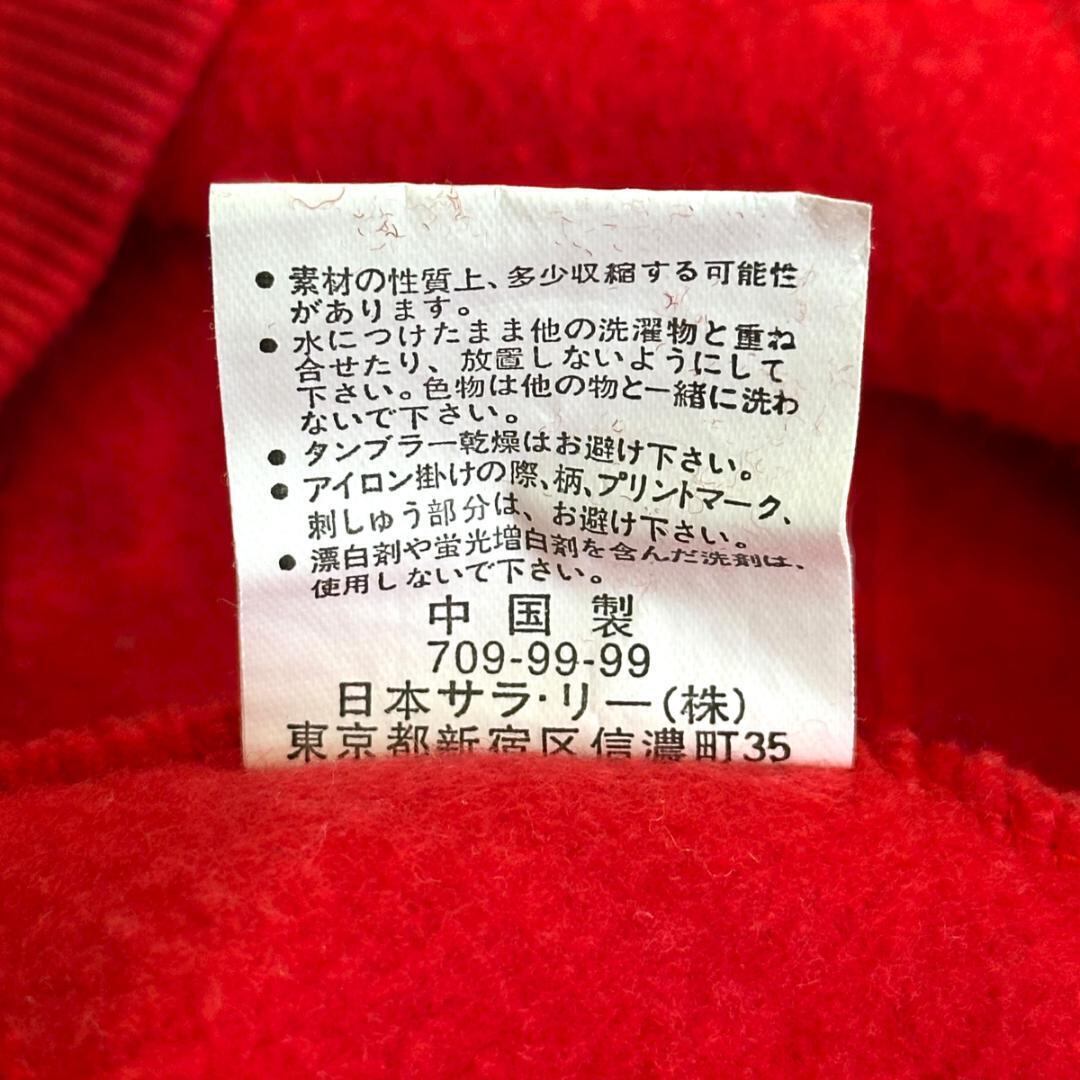 ● 素材の性質上、多少収縮する可能性
があります。
● 水につけたまま他の洗濯物と重ね
合せたり、放置しないようにして
下さい。色物は他の物と一緒に洗わ
ないで下さい。
● タンブラー乾燥はお避け下さい。
● アイロン掛けの際、柄、プリントマーク、
刺しゅう部分は、お避け下さい。
● 漂白剤や蛍光増白剤を含んだ洗剤は、
使用しないで下さい。
中国製
709-99-99
日本サラ・リー(株)
東京都新宿区信濃町35